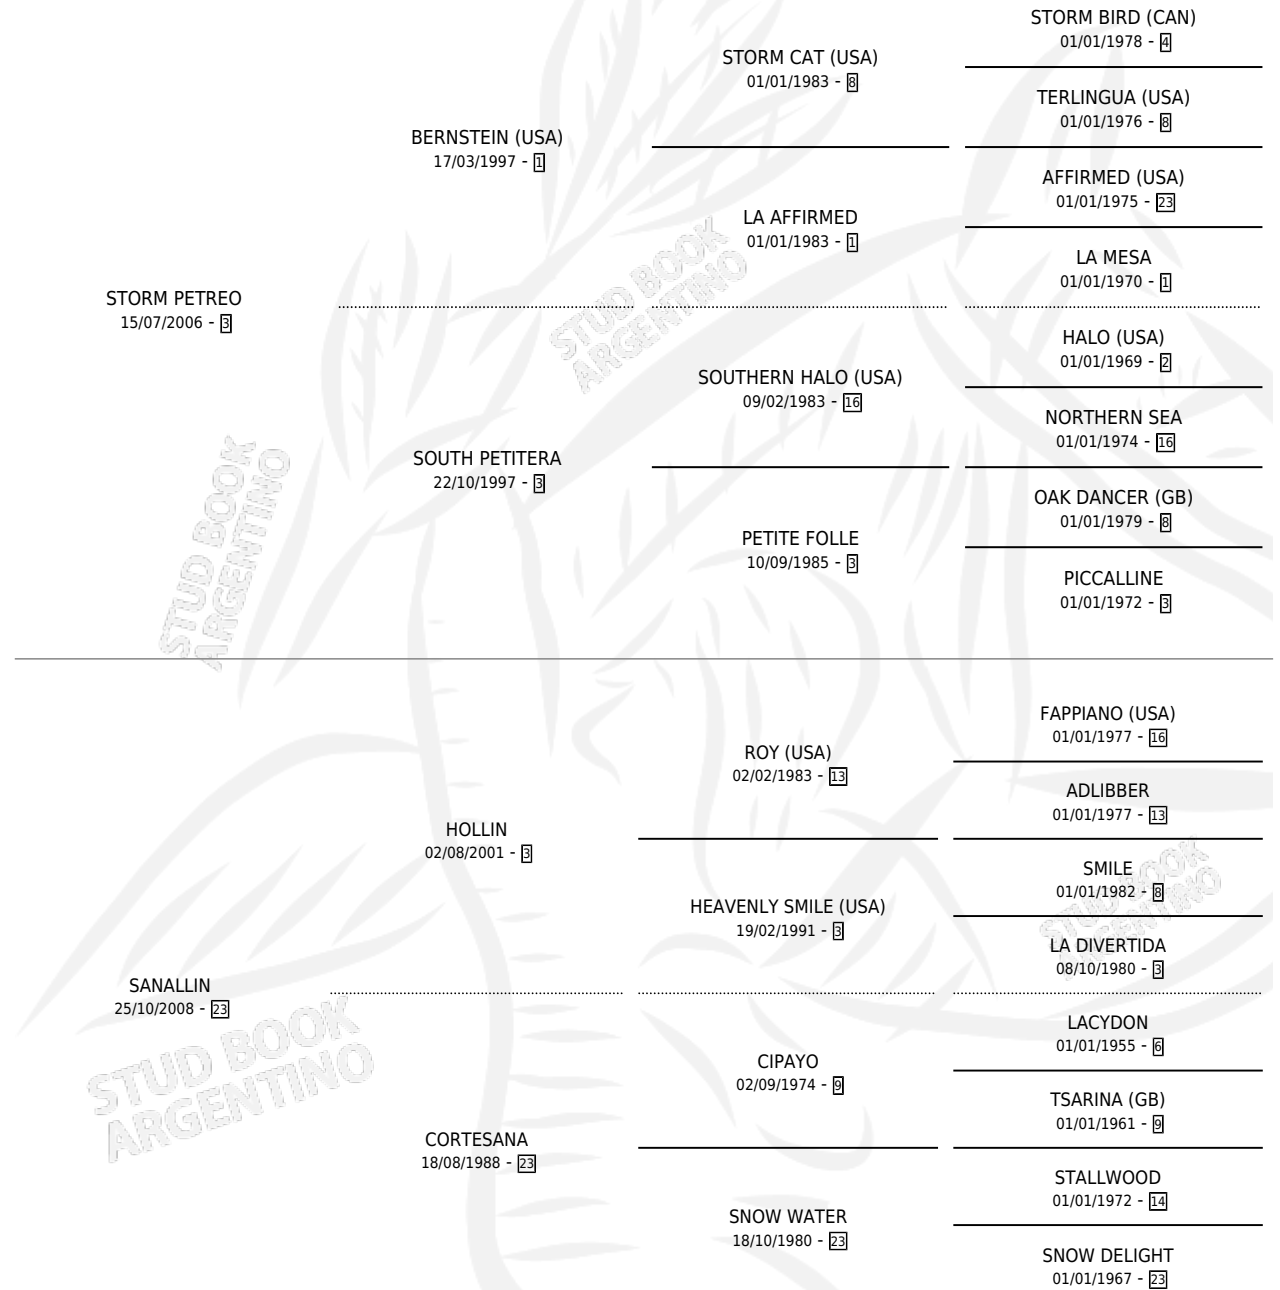 STORM BIRD (CAN)
01/01/1978 - 4
STORM CAT (USA)
01/01/1983 - 8
TERLINGUA (USA)
01/01/1976 - 8
BERNSTEIN (USA)
17/03/1997 - 1
AFFIRMED (USA)
01/01/1975 - 23
LA AFFIRMED
01/01/1983 - 1
LA MESA
01/01/1970 - 1
STORM PETREO
15/07/2006 - 3
HALO (USA)
01/01/1969 - 2
SOUTHERN HALO (USA)
09/02/1983 - 16
NORTHERN SEA
01/01/1974 - 16
SOUTH PETITERA
22/10/1997 - 3
OAK DANCER (GB)
01/01/1979 - 8
PETITE FOLLE
10/09/1985 - 3
PICCALLINE
01/01/1972 - 3
FAPPIANO (USA)
01/01/1977 - 16
ROY (USA)
02/02/1983 - 13
ADLIBBER
01/01/1977 - 13
HOLLIN
02/08/2001 - 3
SMILE
01/01/1982 - 8
HEAVENLY SMILE (USA)
19/02/1991 - 3
LA DIVERTIDA
08/10/1980 - 3
SANALLIN
25/10/2008 - 23
LACYDON
01/01/1955 - 6
CIPAYO
02/09/1974 - 9
TSARINA (GB)
01/01/1961 - 9
CORTESANA
18/08/1988 - 23
STALLWOOD
01/01/1972 - 14
SNOW WATER
18/10/1980 - 23
SNOW DELIGHT
01/01/1967 - 23
STUD BOOK
ARGENTINO
STUD BOOK
ARGENTINO
STUD BOOK
ARGENTINO
STUD BOOK
ARGENTINO